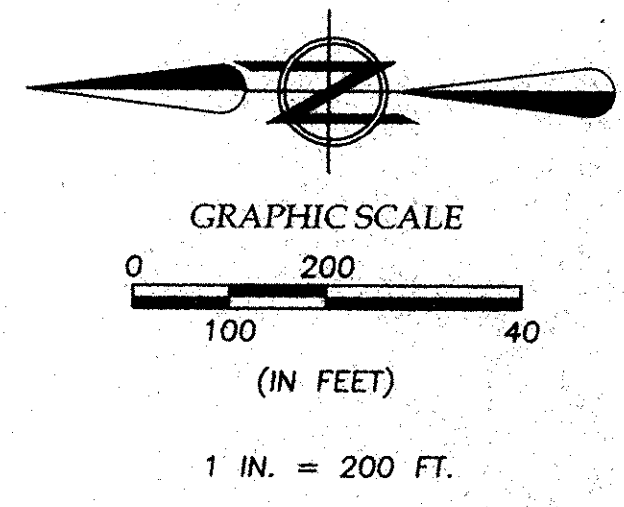 N
GRAPHIC SCALE
0 200
100 40
(IN FEET)
1 IN. = 200 FT.